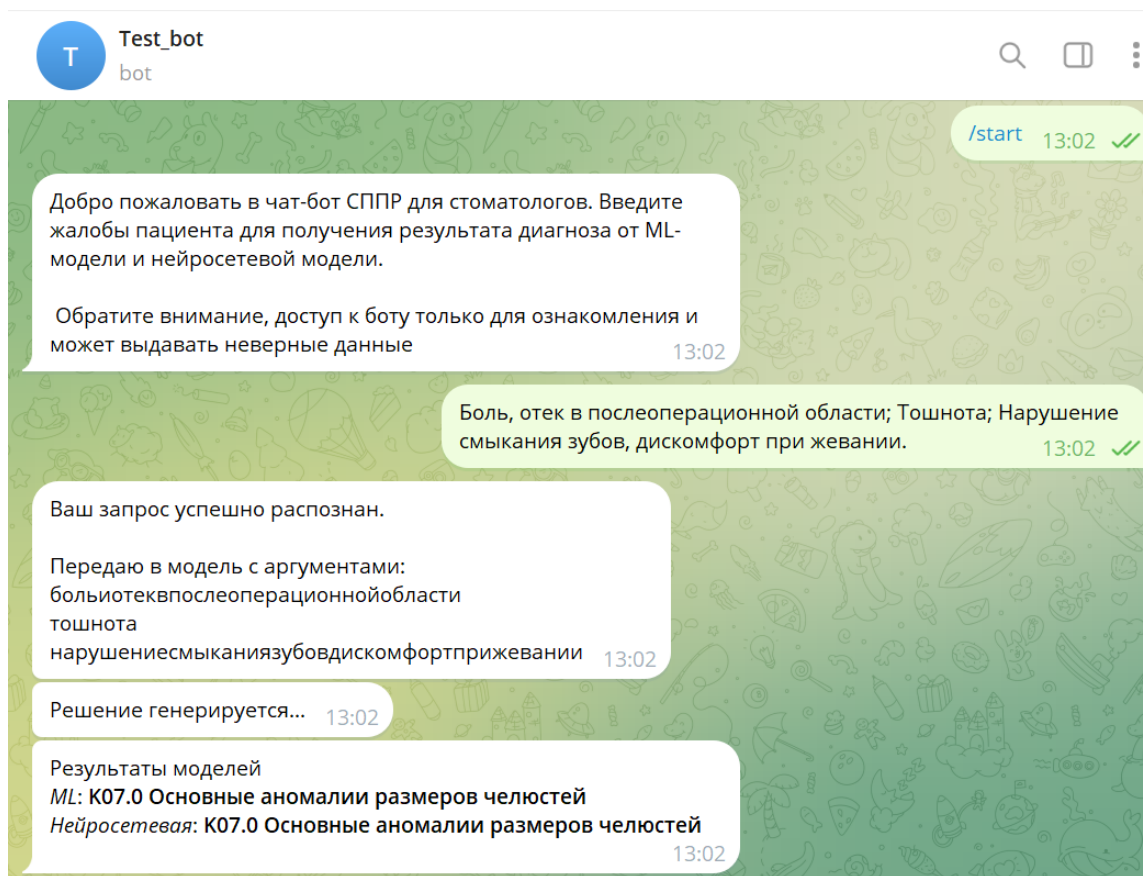 T
Test_bot
bot
/start 13:02
Добро пожаловать в чат-бот СППР для стоматологов. Введите
жалобы пациента для получения результата диагноза от ML-
модели и нейросетевой модели.
Обратите внимание, доступ к боту только для ознакомления и
может выдавать неверные данные
13:02
Боль, отек в послеоперационной области; Тошнота; Нарушение
смыкания зубов, дискомфорт при жевании.
13:02
Ваш запрос успешно распознан.
Передаю в модель с аргументами:
больиотеквпослеоперационнойобласти
тошнота
нарушениесмыканиязубовдискомфортприжевании 13:02
Решение генерируется... 13:02
Результаты моделей
ML: K07.0 Основные аномалии размеров челюстей
Нейросетевая: K07.0 Основные аномалии размеров челюстей
13:02